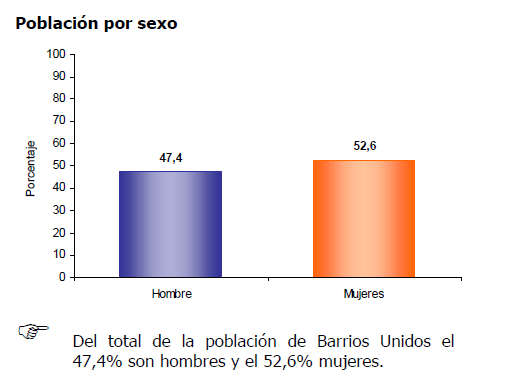 Población por sexo
100
90
80
70
60
50
40
30
20
10
0
Porcentaje
47,4
52,6
Hombre
Mujeres
Del total de la población de Barrios Unidos el
47,4% son hombres y el 52,6% mujeres.